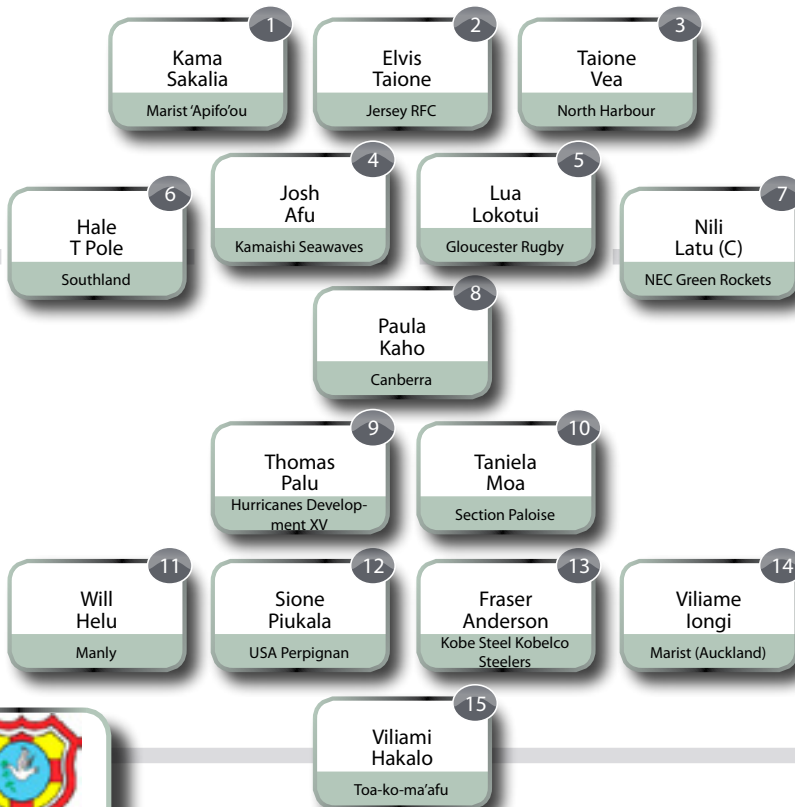 1
Kama
Sakalia
Marist ‘Apifo’ou
2
Elvis
Taione
Jersey RFC
3
Taione
Vea
North Harbour
4
Josh
Afu
Kamaishi Seawaves
5
Lua
Lokotui
Gloucester Rugby
6
Hale
T Pole
Southland
7
Nili
Latu (C)
NEC Green Rockets
8
Paula
Kaho
Canberra
9
Thomas
Palu
Hurricanes Develop-
ment XV
10
Taniela
Moa
Section Paloise
11
Will
Helu
Manly
12
Sione
Piukala
USA Perpignan
13
Fraser
Anderson
Kobe Steel Kobelco
Steelers
14
Viliame
Iongi
Marist (Auckland)
15
Viliami
Hakalo
Toa-ko-ma’afu